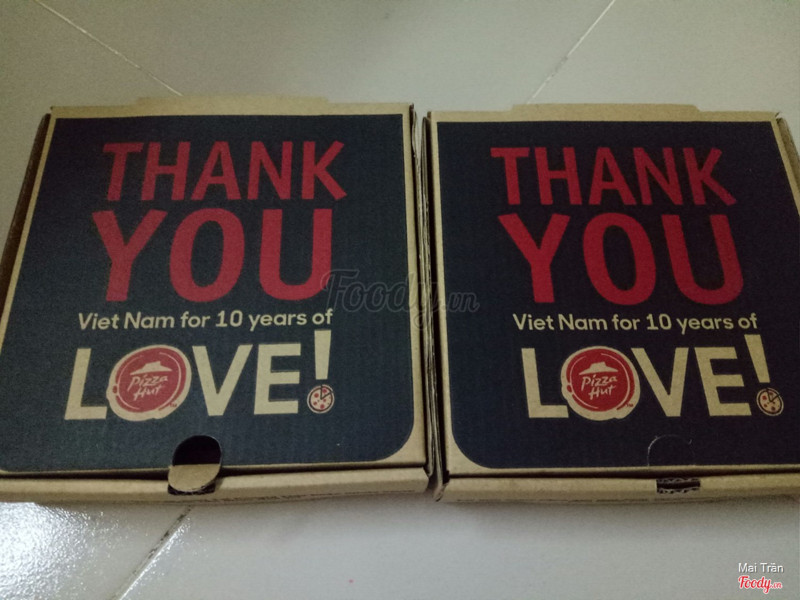 THANK
YOU
Viet Nam for 10 years of
LOVE!
Pizza
Hut
THANK
YOU
Viet Nam for 10 years of
LOVE!
Pizza
Hut
Foody.vn
Mai Trân
Foody.vn